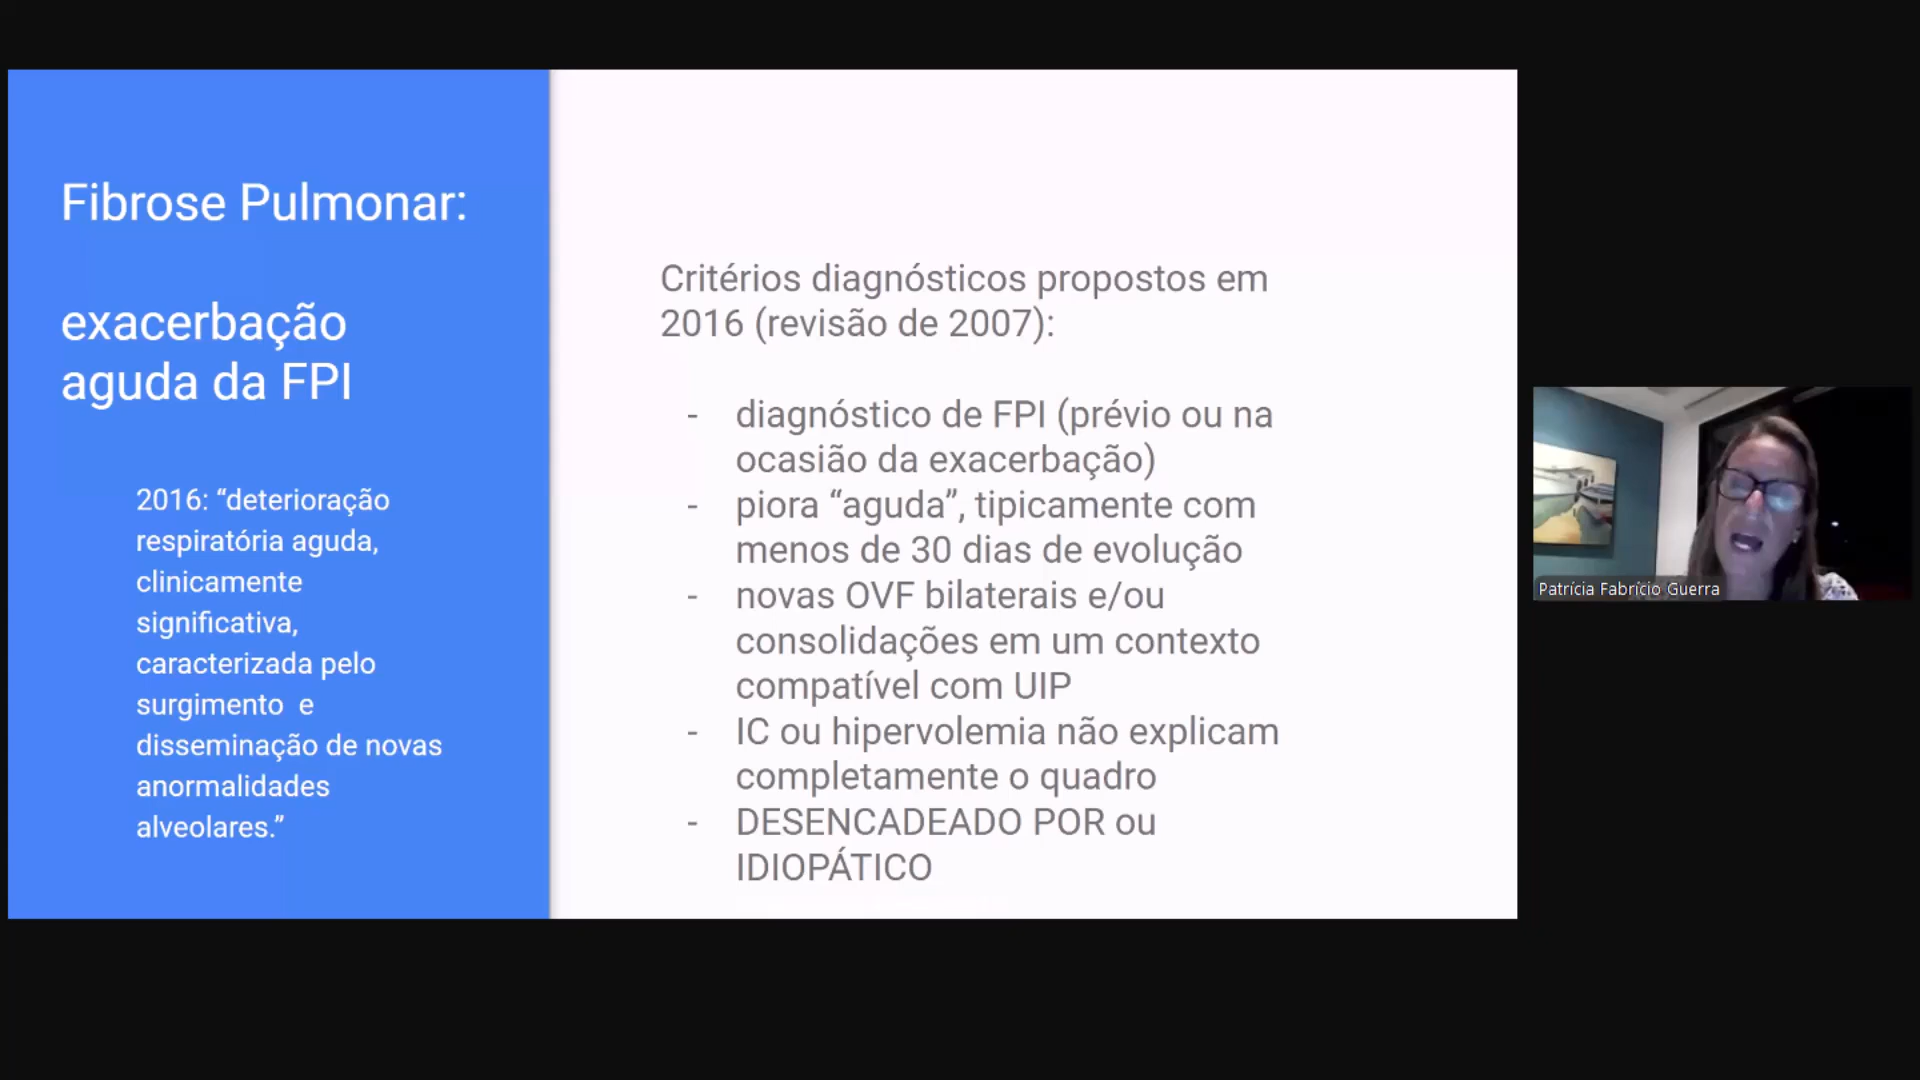 Fibrose Pulmonar:
exacerbação
aguda da FPI
2016: “deterioração
respiratória aguda,
clinicamente
significativa,
caracterizada pelo
surgimento  e
disseminação de novas
anormalidades
alveolares.”
Critérios diagnósticos propostos em
2016 (revisão de 2007):
- diagnóstico de FPI (prévio ou na
ocasião da exacerbação)
- piora “aguda”, tipicamente com
menos de 30 dias de evolução
- novas OVF bilaterais e/ou
consolidações em um contexto
compatível com UIP
- IC ou hipervolemia não explicam
completamente o quadro
- DESENCADEADO POR ou
IDIOPÁTICO
Patrícia Fabrício Guerra